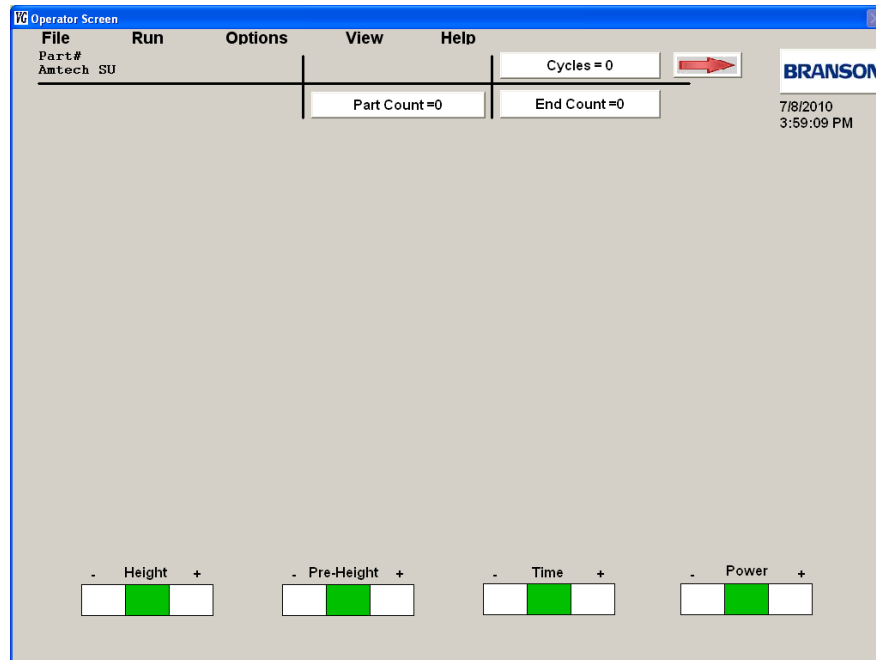 VG Operator Screen
File Run Options View Help
Part#
Amtech SU
Cycles = 0
BRANSON
Part Count =0 End Count =0
7/8/2010
3:59:09 PM
- Height + - Pre-Height + - Time + - Power +